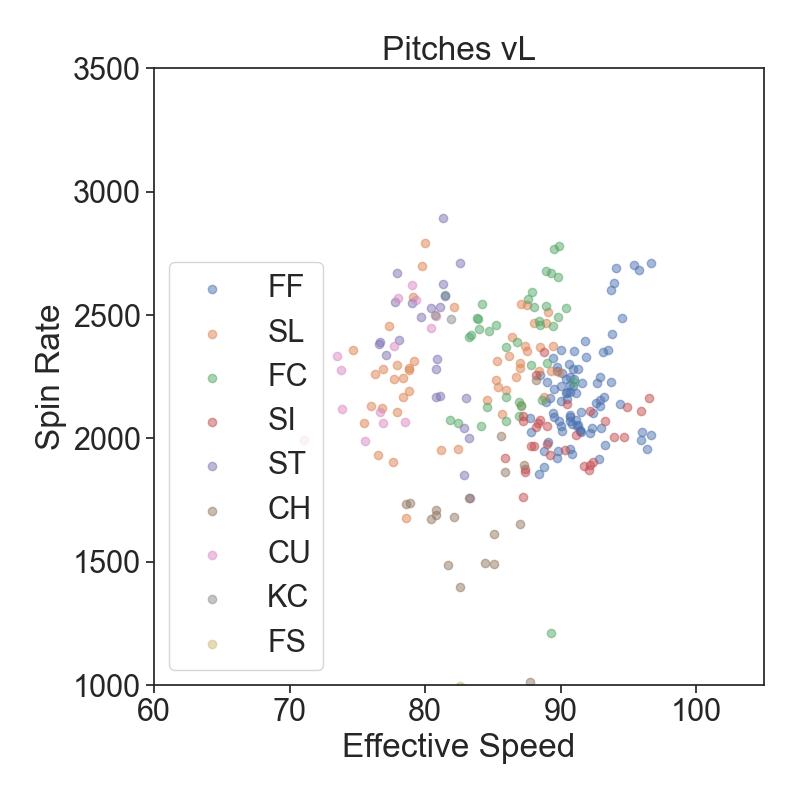 Pitches vL
3500
3000
2500
2000
1500
1000
Spin Rate
FF
SL
FC
SI
ST
CH
CU
KC
FS
60 70 80 90 100
Effective Speed